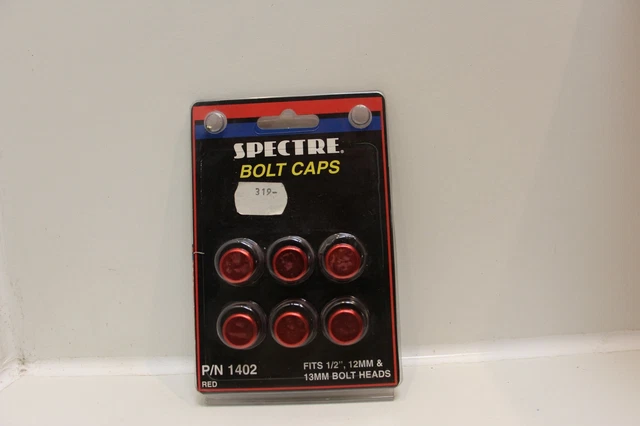 SPECTRE®
BOLT CAPS
319-
P/N 1402
RED
FITS 1/2", 12MM &
13MM BOLT HEADS